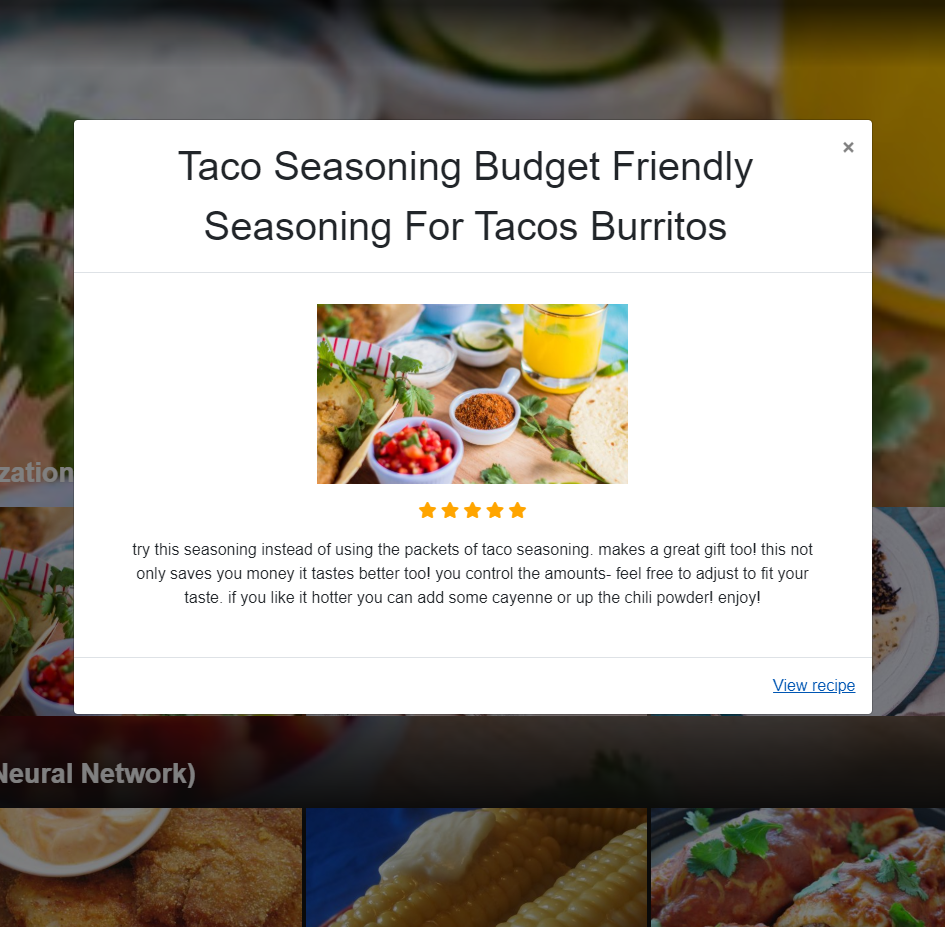 Taco Seasoning Budget Friendly
Seasoning For Tacos Burritos
×
try this seasoning instead of using the packets of taco seasoning. makes a great gift too! this not
only saves you money it tastes better too! you control the amounts- feel free to adjust to fit your
taste. if you like it hotter you can add some cayenne or up the chili powder! enjoy!
View recipe
zation
Neural Network)